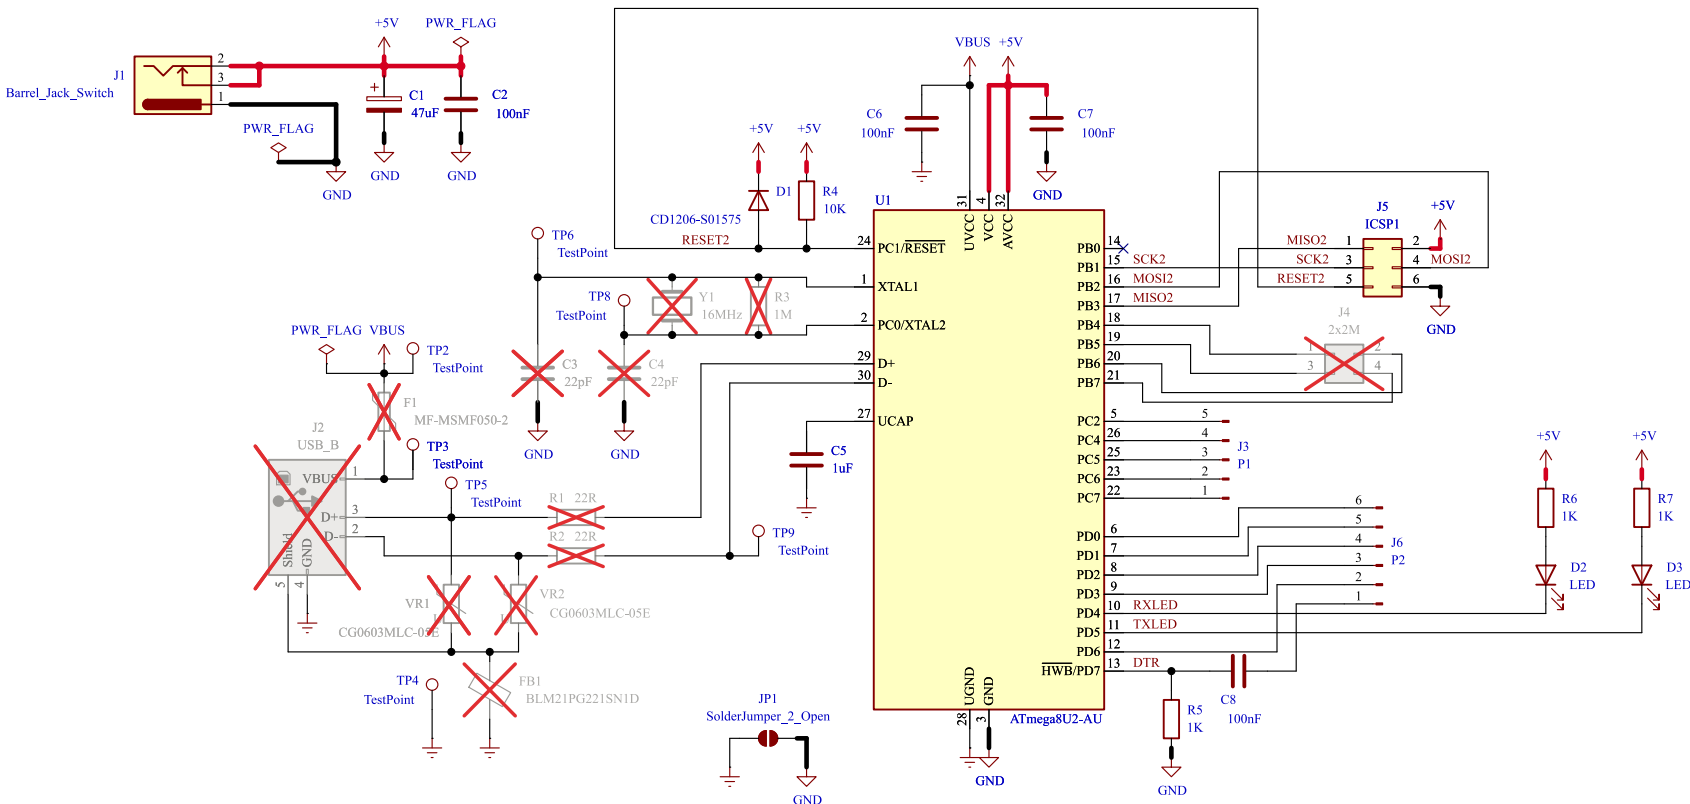 +5V
PWR_FLAG
J1
Barrel_Jack_Switch
2
3
1
+
C1
47uF
C2
100nF
PWR_FLAG
GND
GND
GND
VBUS
+5V
C6
100nF
C7
100nF
GND
+5V
+5V
D1
CD1206-S01575
R4
10K
RESET2
TP6
TestPoint
TP8
TestPoint
Y1
16MHz
R3
1M
C3
22pF
C4
22pF
GND
GND
PWR_FLAG
VBUS
TP2
TestPoint
F1
MF-MSMF050-2
TP3
TestPoint
J2
USB_B
VBUS
1
D+
3
D-
2
Shield
GND
5
4
TP5
TestPoint
R1
22R
R2
22R
TP9
TestPoint
VR1
1
CG0603MLC-05E
VR2
1
CG0603MLC-05E
TP4
TestPoint
FB1
BLM21PG221SN1D
JP1
SolderJumper_2_Open
GND
C5
1uF
U1
31
4
32
UVCC
VCC
AVCC
24
PC1/RESET
1
XTAL1
2
PC0/XTAL2
29
D+
30
D-
27
UCAP
PB0
14
PB1
15
SCK2
PB2
16
MOSI2
PB3
17
MISO2
PB4
18
PB5
19
PB6
20
PB7
21
PC2
5
5
PC4
26
4
PC5
25
3
PC6
23
2
PC7
22
1
J3
P1
PD0
6
PD1
7
PD2
8
PD3
9
PD4
10
RXLED
PD5
11
TXLED
PD6
12
HWB/PD7
13
DTR
UGND
GND
28
3
GND
ATmega8U2-AU
6
5
4
3
2
1
J6
P2
C8
100nF
R5
1K
GND
J5
ICSP1
+5V
MISO2
1
2
SCK2
3
4
MOSI2
RESET2
5
6
GND
J4
2x2M
1
2
3
4
+5V
R6
1K
D2
LED
+5V
R7
1K
D3
LED